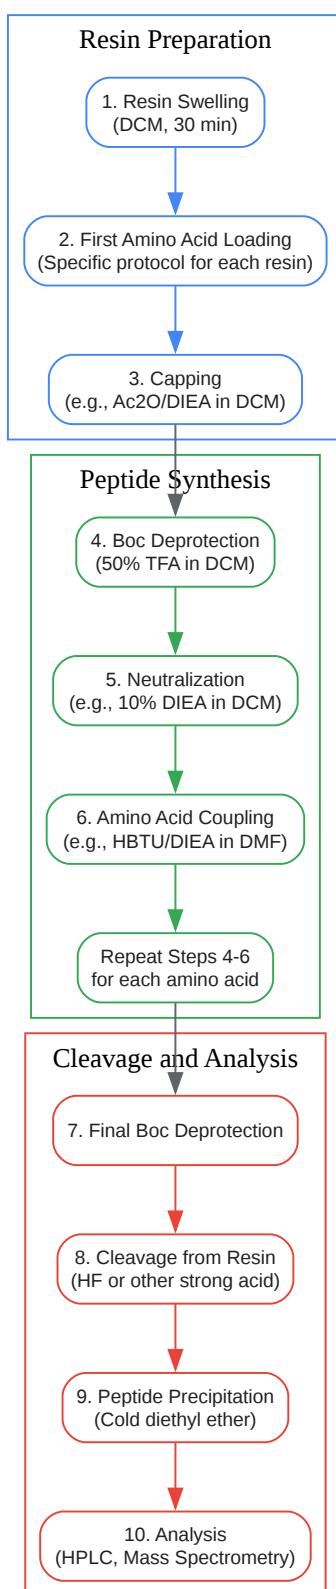 Resin Preparation
1. Resin Swelling
(DCM, 30 min)
2. First Amino Acid Loading
(Specific protocol for each resin)
3. Capping
(e.g., Ac2O/DIEA in DCM)
Peptide Synthesis
4. Boc Deprotection
(50% TFA in DCM)
5. Neutralization
(e.g., 10% DIEA in DCM)
6. Amino Acid Coupling
(e.g., HBTU/DIEA in DMF)
Repeat Steps 4-6
for each amino acid
Cleavage and Analysis
7. Final Boc Deprotection
8. Cleavage from Resin
(HF or other strong acid)
9. Peptide Precipitation
(Cold diethyl ether)
10. Analysis
(HPLC, Mass Spectrometry)